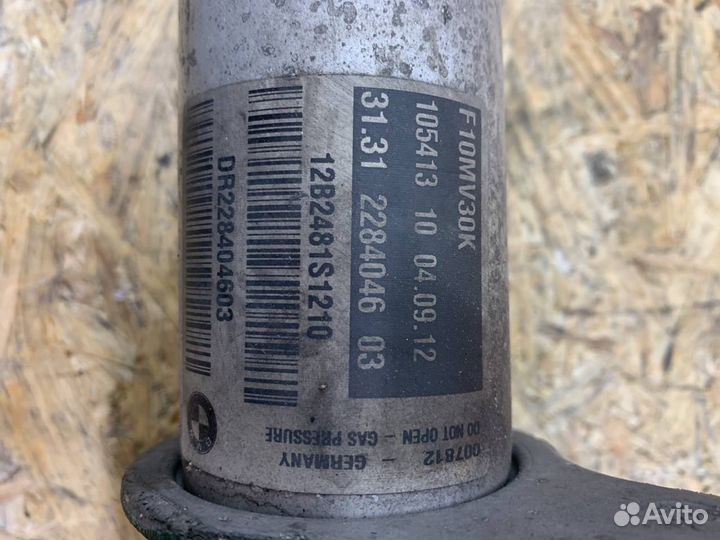 F10MV30K
105413 10 04.09.12
31.31 2284046 03
12B2481S1210
DR228404603
007812 - GERMANY
DO NOT OPEN - GAS PRESSURE
Avito